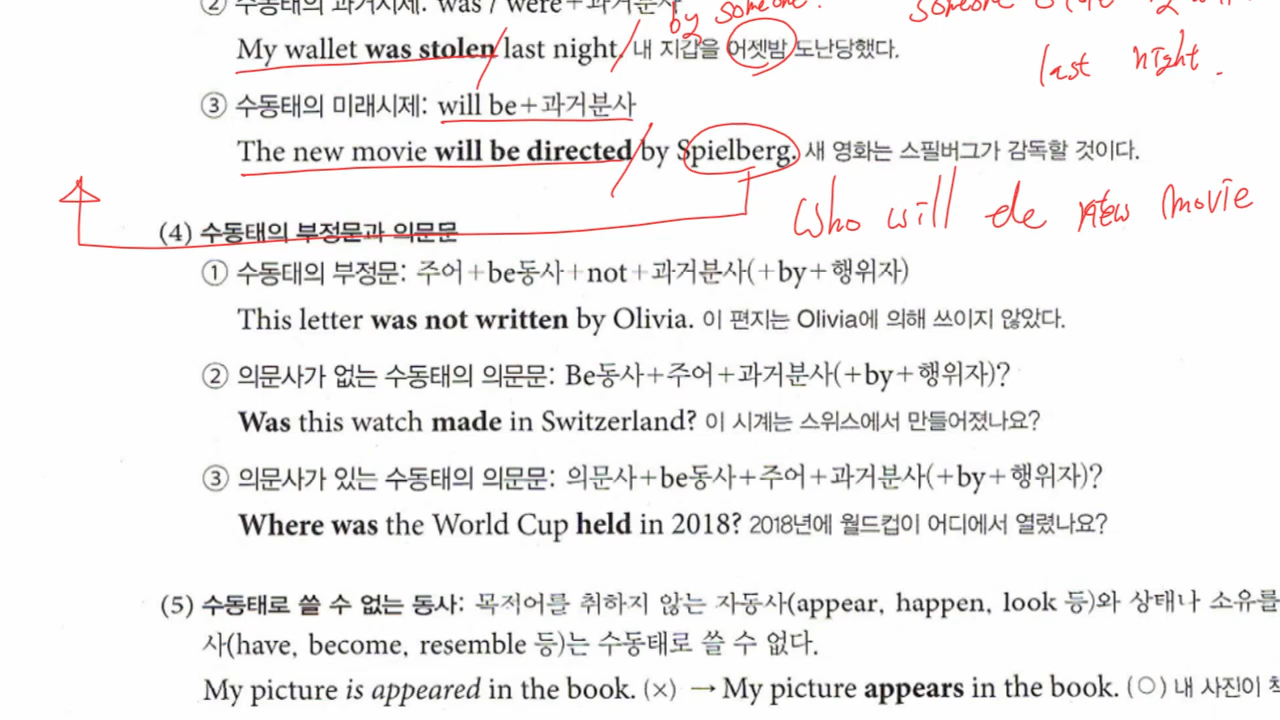 ② 수동태의 과거시제: was / were+과거분사
by someone.
someone
My wallet was stolen last night. 내 지갑을 어젯밤 도난당했다.
last night.
③ 수동태의 미래시제: will be+과거분사
The new movie will be directed by Spielberg. 새 영화는 스필버그가 감독할 것이다.
Who will de new movie
(4) 수동태의 부정문과 의문문
① 수동태의 부정문: 주어+be동사+not+과거분사(+by+행위자)
This letter was not written by Olivia. 이 편지는 Olivia에 의해 쓰이지 않았다.
② 의문사가 없는 수동태의 의문문: Be동사+주어+과거분사(+by+행위자)?
Was this watch made in Switzerland? 이 시계는 스위스에서 만들어졌나요?
③ 의문사가 있는 수동태의 의문문: 의문사+be동사+주어+과거분사(+by+행위자)?
Where was the World Cup held in 2018? 2018년에 월드컵이 어디에서 열렸나요?
(5) 수동태로 쓸 수 없는 동사: 목적어를 취하지 않는 자동사(appear, happen, look 등)와 상태나 소유를
사(have, become, resemble 등)는 수동태로 쓸 수 없다.
My picture is appeared in the book. (×) → My picture appears in the book. (○) 내 사진이